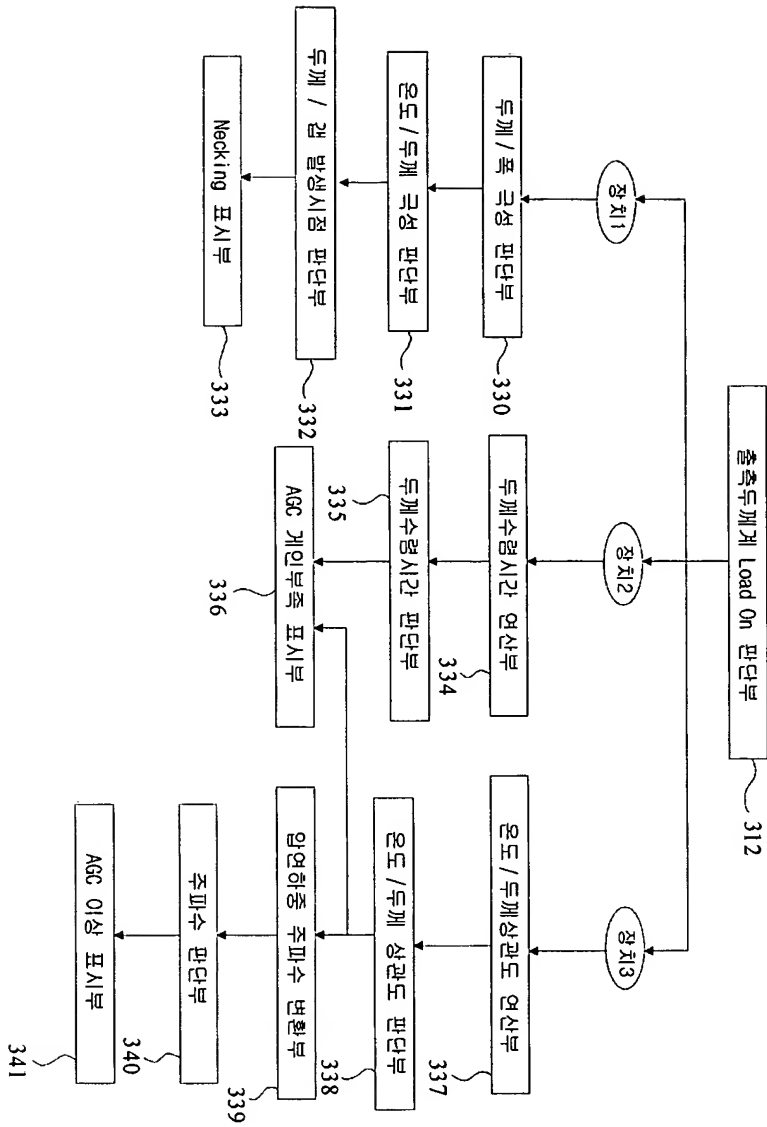 출측두께계 Load On 판단부
312
장치1
장치2
장치3
두께/폭 극성 판단부
330
온도/두께 극성 판단부
331
두께 / 갭 발생시점 판단부
332
Necking 표시부
333
두께수령시간 연산부
334
두께수령시간 판단부
335
AGC 게인부족 표시부
336
온도/두께상관도 연산부
337
온도/두께 상관도 판단부
338
압연하중 주파수 변환부
339
주파수 판단부
340
AGC 이상 표시부
341